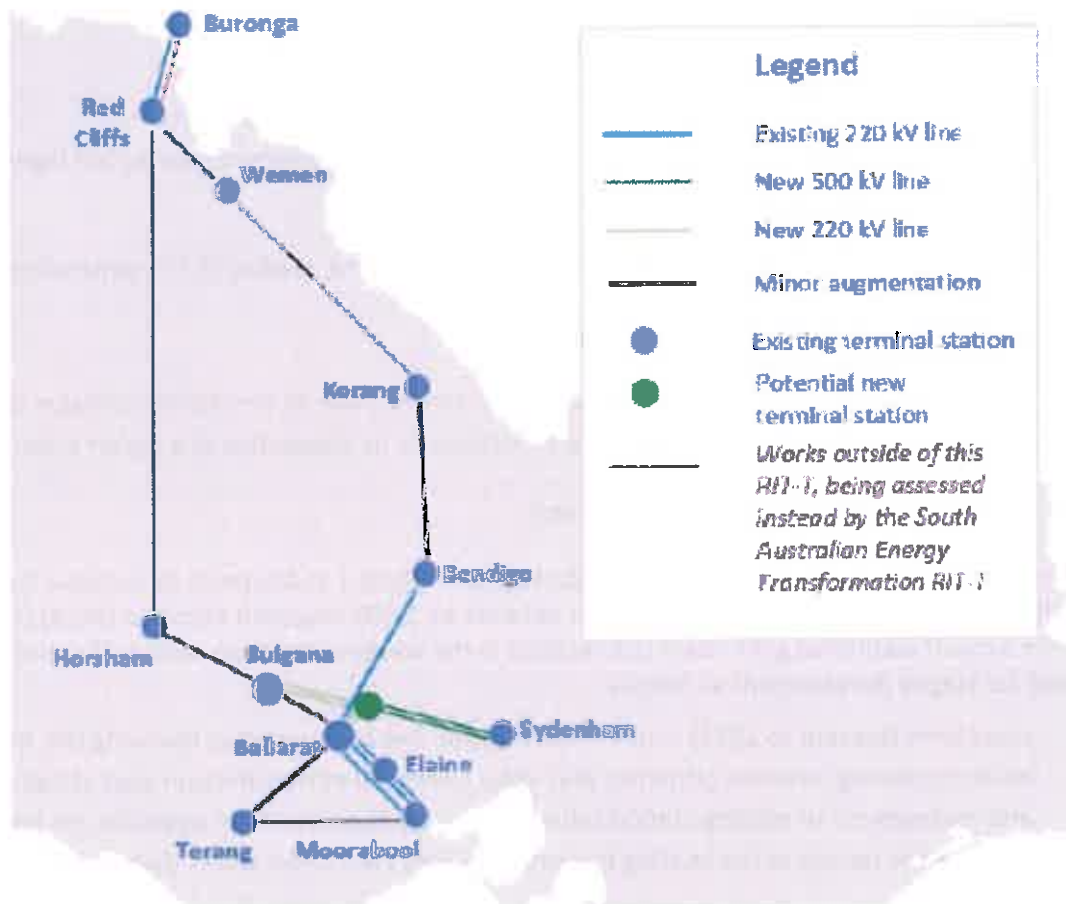 Buronga
Red
Cliffs
Wemen
Kerang
Bendigo
Horsham
Bulgana
Ballarat
Sydenham
Elaine
Terang
Moorabool
Legend
Existing 220 kV line
New 500 kV line
New 220 kV line
Minor augmentation
Existing terminal station
Potential new
terminal station
Works outside of this
RIT-T, being assessed
instead by the South
Australian Energy
Transformation RIT-T